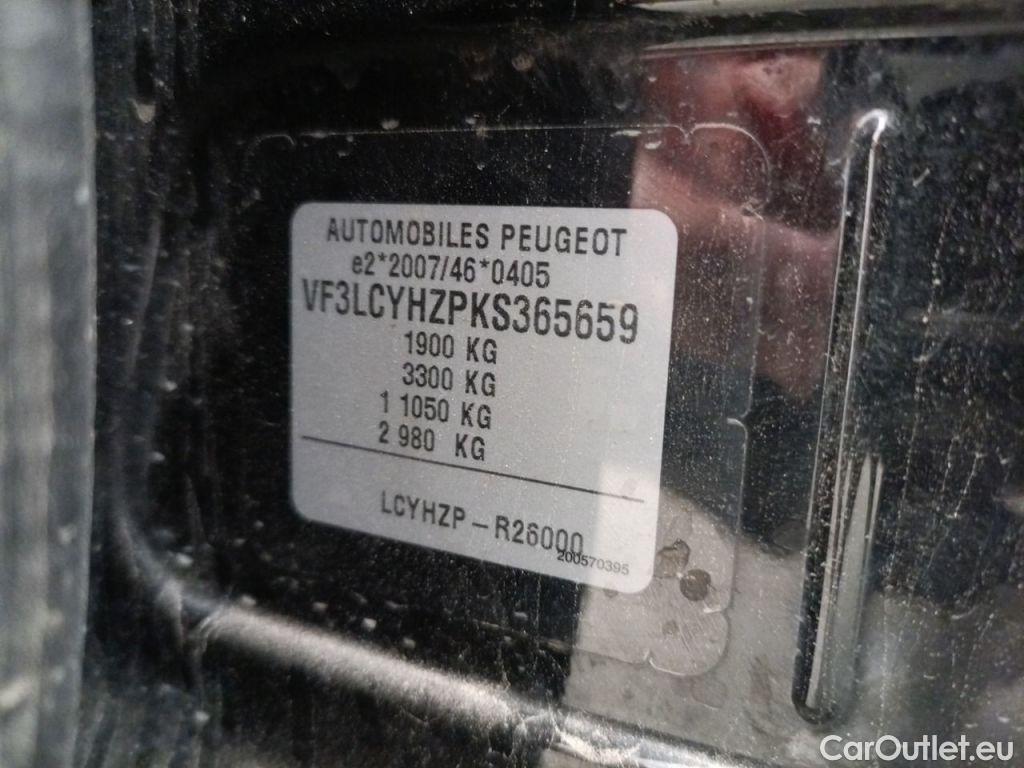 AUTOMOBILES PEUGEOT
e2*2007/46*0405
VF3LCYHZPKS365659
1900 KG
3300 KG
1 1050 KG
2 980 KG
LCYHZP - R26000
200570395
CarOutlet.eu